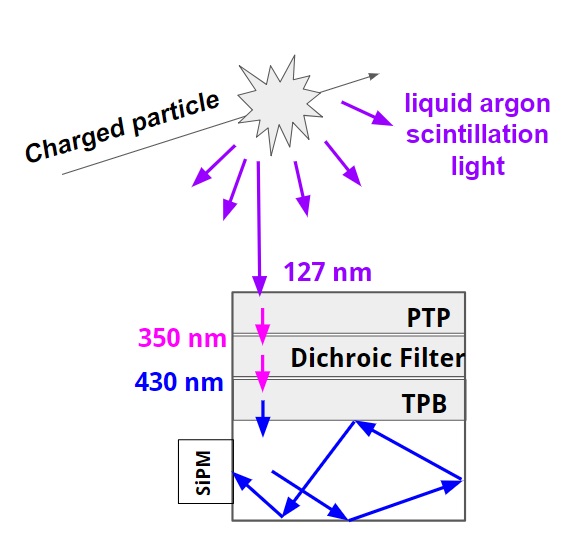 Charged particle
liquid argon
scintillation
light
127 nm
PTP
350 nm
Dichroic Filter
430 nm
TPB
SiPM